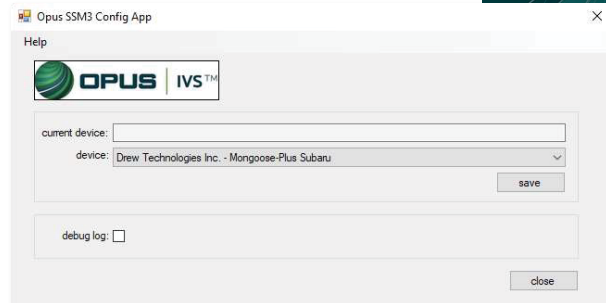 Opus SSM3 Config App
Help
OPUS IVS™
current device:
device: Drew Technologies Inc. - Mongoose-Plus Subaru
save
debug log:
close